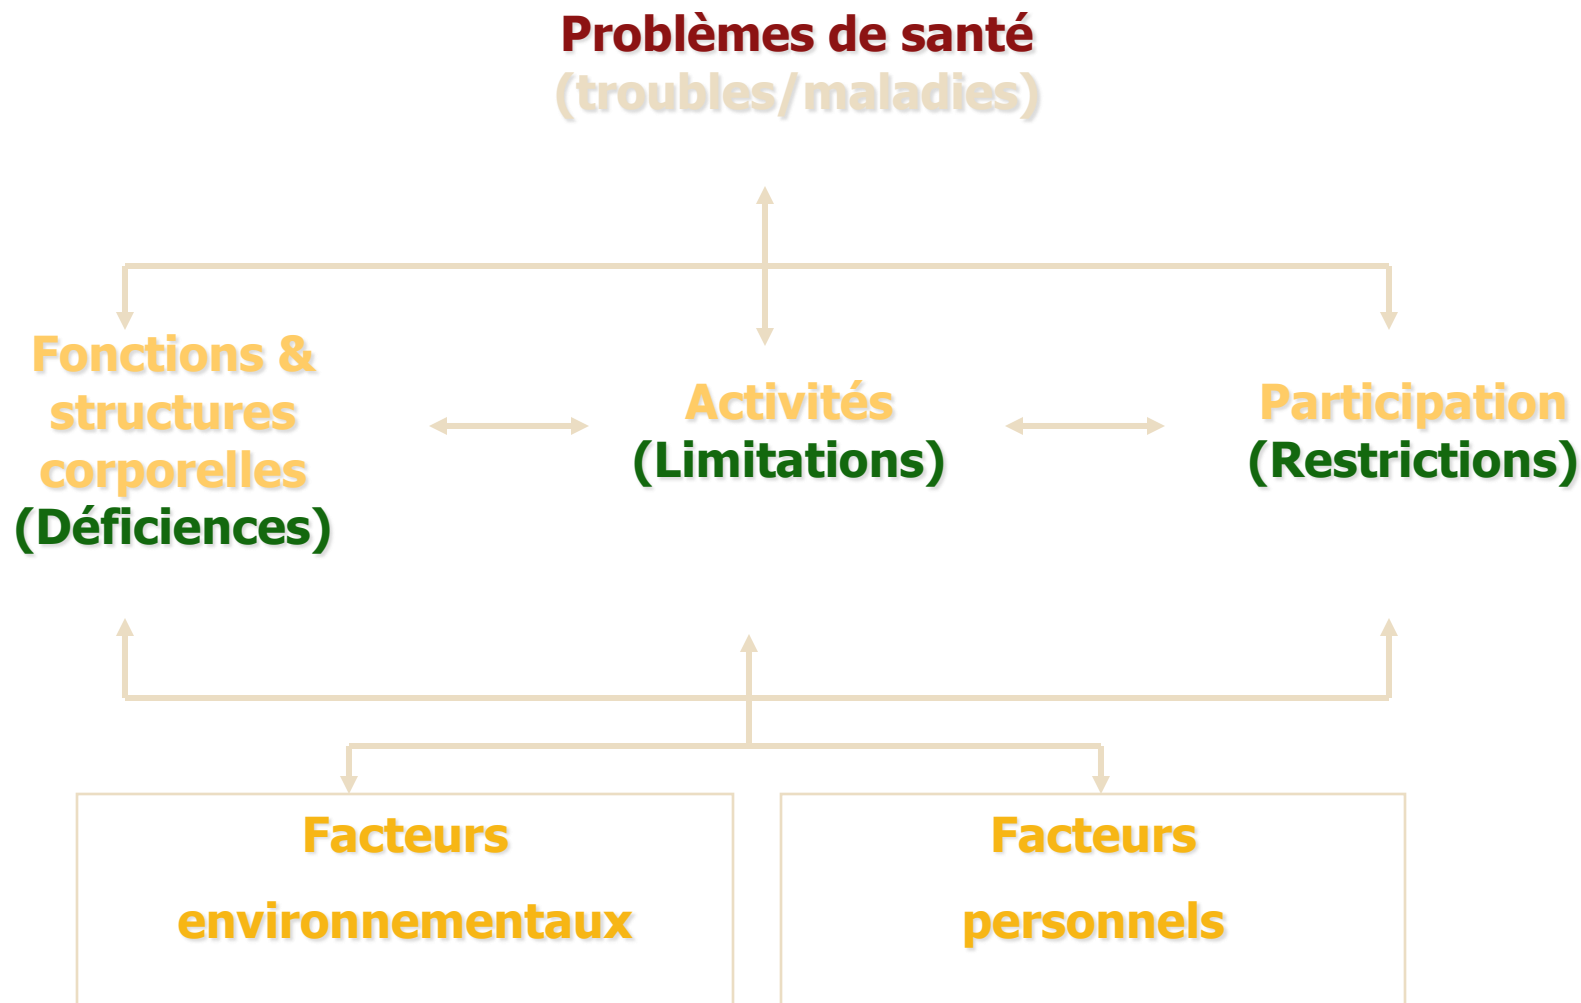 Problèmes de santé
(troubles/maladies)
Fonctions &
structures
corporelles
(Déficiences)
Activités
(Limitations)
Participation
(Restrictions)
Facteurs
environnementaux
Facteurs
personnels